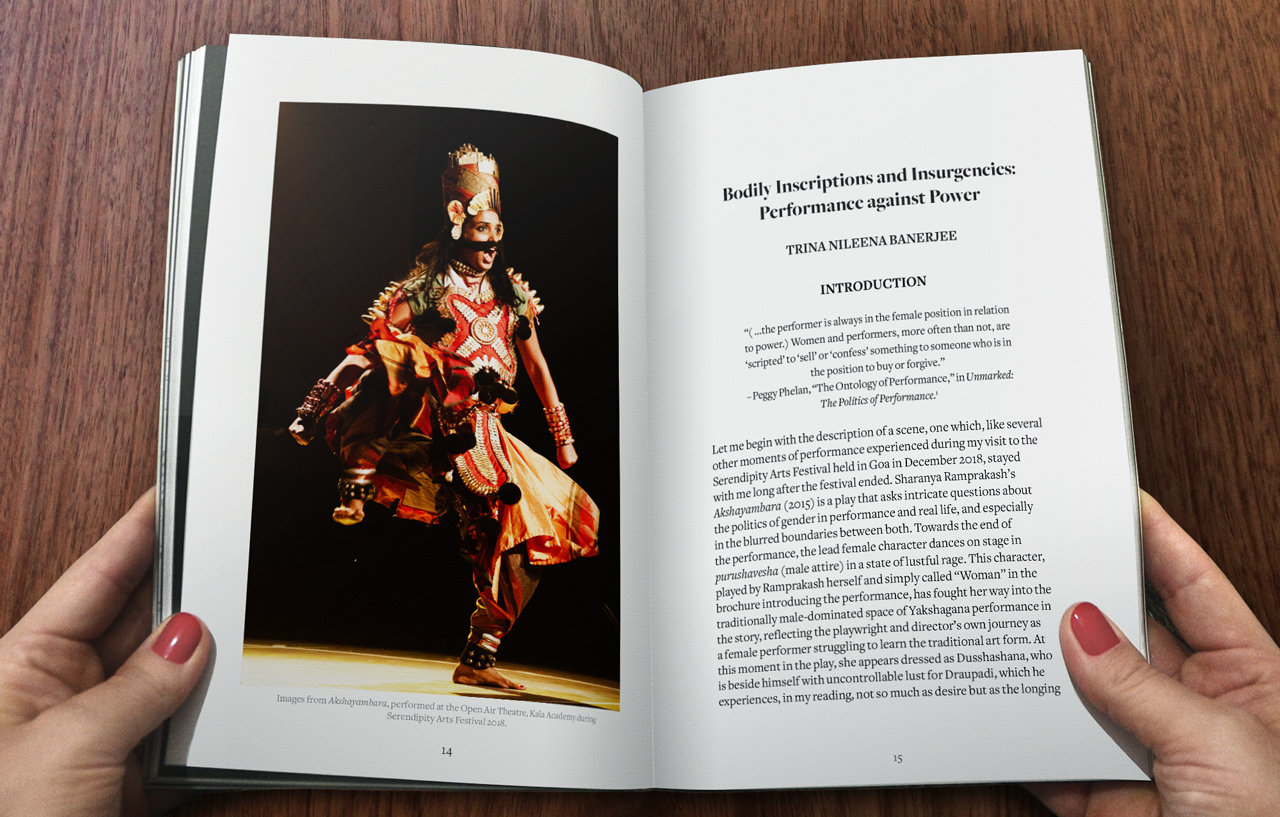 Images from Akshayambara, performed at the Open Air Theatre, Kala Academy during
Serendipity Arts Festival 2018.
14
Bodily Inscriptions and Insurgencies:
Performance against Power
TRINA NILEENA BANERJEE
INTRODUCTION
“( ...the performer is always in the female position in relation
to power.) Women and performers, more often than not, are
‘scripted’ to ‘sell’ or ‘confess’ something to someone who is in
the position to buy or forgive.”
– Peggy Phelan, “The Ontology of Performance,” in Unmarked:
The Politics of Performance.¹
Let me begin with the description of a scene, one which, like several
other moments of performance experienced during my visit to the
Serendipity Arts Festival held in Goa in December 2018, stayed
with me long after the festival ended. Sharanya Ramprakash’s
Akshayambara (2015) is a play that asks intricate questions about
the politics of gender in performance and real life, and especially
in the blurred boundaries between both. Towards the end of
the performance, the lead female character dances on stage in
purushavesha (male attire) in a state of lustful rage. This character,
played by Ramprakash herself and simply called “Woman” in the
brochure introducing the performance, has fought her way into the
traditionally male-dominated space of Yakshagana performance in
the story, reflecting the playwright and director’s own journey as
a female performer struggling to learn the traditional art form. At
this moment in the play, she appears dressed as Dusshashana, who
is beside himself with uncontrollable lust for Draupadi, which he
experiences, in my reading, not so much as desire but as the longing
15